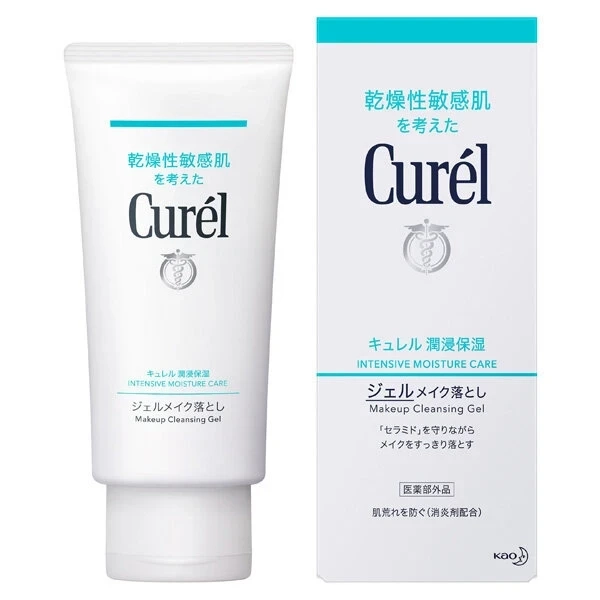 乾燥性敏感肌
を考えた
Curél
キュレル 潤浸保湿
INTENSIVE MOISTURE CARE
ジェルメイク落とし
Makeup Cleansing Gel
乾燥性敏感肌
を考えた
Curél
キュレル 潤浸保湿
INTENSIVE MOISTURE CARE
ジェルメイク落とし
Makeup Cleansing Gel
「セラミド」を守りながら
メイクをすっきり落とす
医薬部外品
肌荒れを防ぐ(消炎剤配合)
Kao